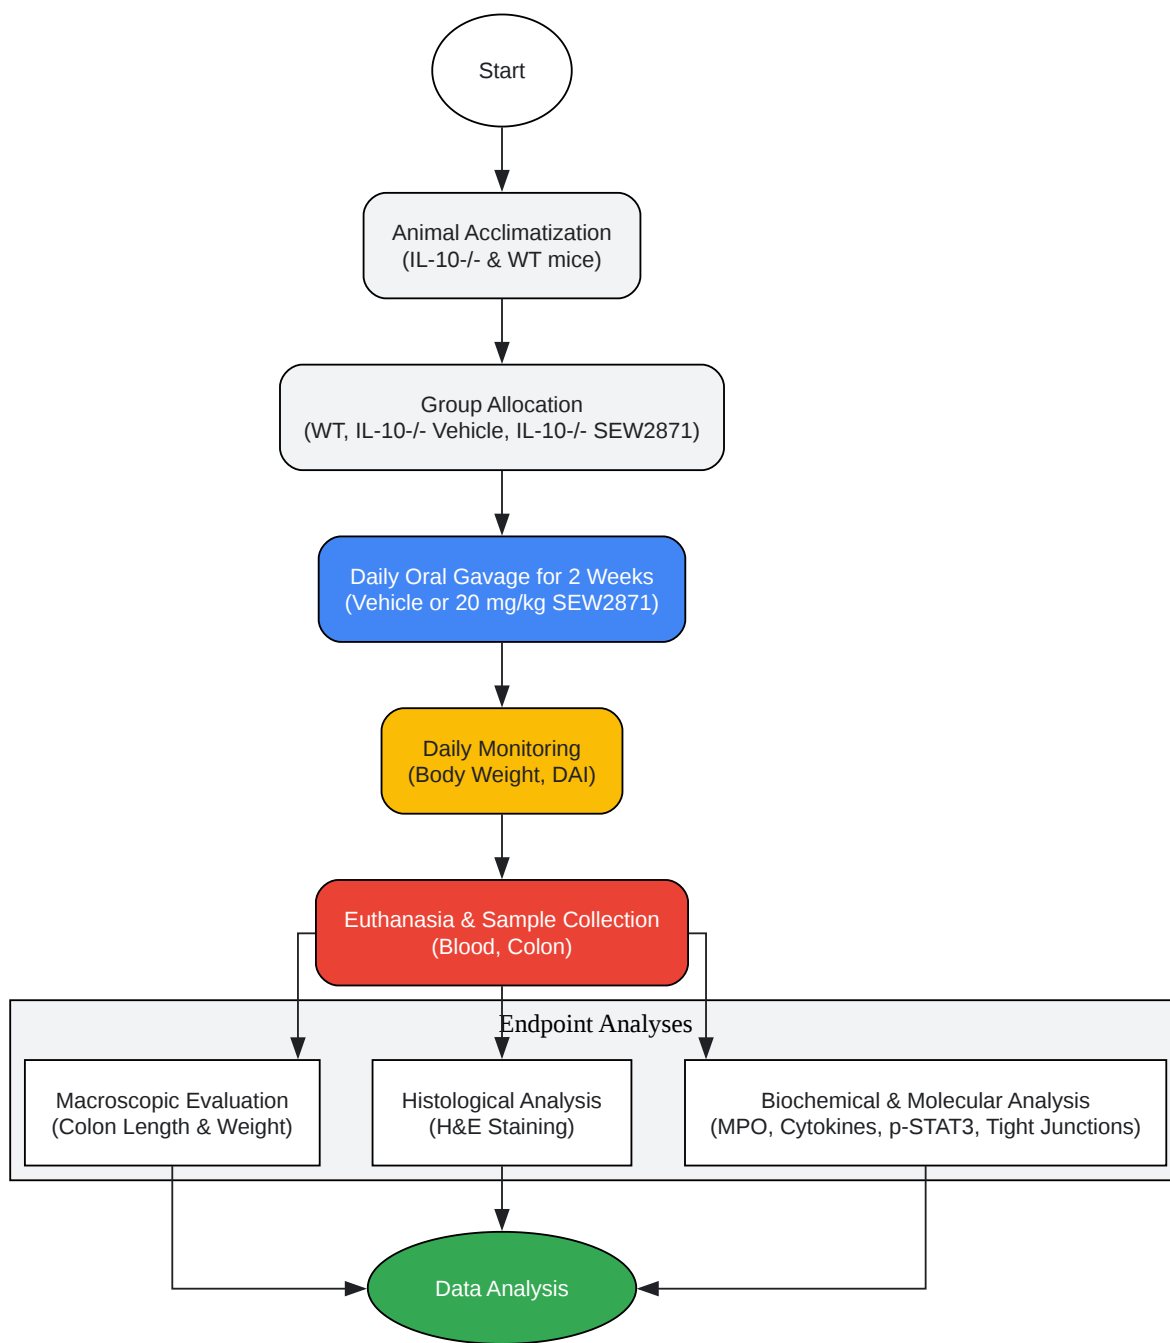 Start
Animal Acclimatization
(IL-10-/- & WT mice)
Group Allocation
(WT, IL-10-/- Vehicle, IL-10-/- SEW2871)
Daily Oral Gavage for 2 Weeks
(Vehicle or 20 mg/kg SEW2871)
Daily Monitoring
(Body Weight, DAI)
Euthanasia & Sample Collection
(Blood, Colon)
Endpoint Analyses
Macroscopic Evaluation
(Colon Length & Weight)
Histological Analysis
(H&E Staining)
Biochemical & Molecular Analysis
(MPO, Cytokines, p-STAT3, Tight Junctions)
Data Analysis